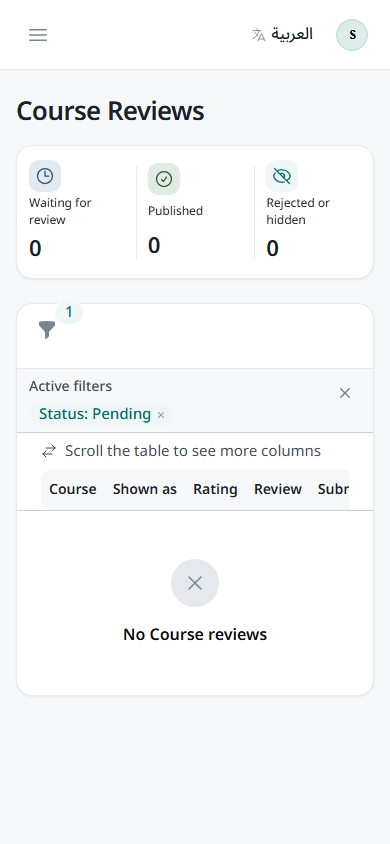 العربية
S
Course Reviews
Waiting for review
0
Published
0
Rejected or hidden
0
1
Active filters
Status: Pending ×
Scroll the table to see more columns
Course Shown as Rating Review
No Course reviews